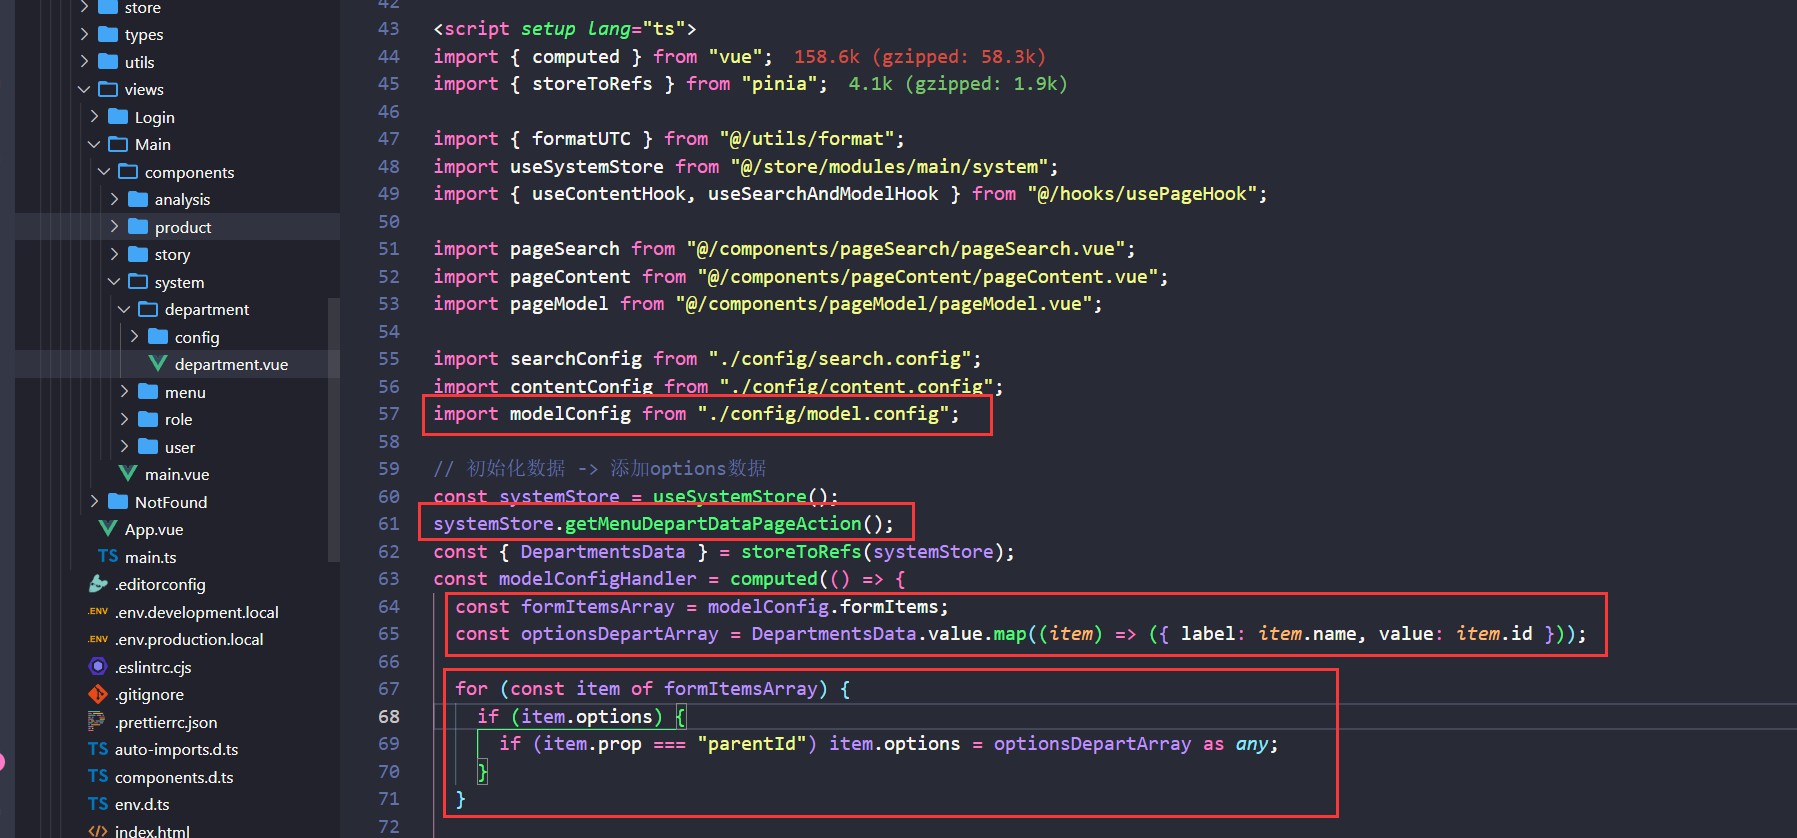 store
types
utils
views
Login
Main
components
analysis
product
story
system
department
config
department.vue
menu
role
user
main.vue
NotFound
App.vue
TS main.ts
.editorconfig
.ENV .env.development.local
.ENV .env.production.local
.eslintrc.cjs
.gitignore
.prettierrc.json
TS auto-imports.d.ts
TS components.d.ts
TS env.d.ts
</> index.html
42
43 <script setup lang="ts">
44 import { computed } from "vue"; 158.6k (gzipped: 58.3k)
45 import { storeToRefs } from "pinia"; 4.1k (gzipped: 1.9k)
46
47 import { formatUTC } from "@/utils/format";
48 import useSystemStore from "@/store/modules/main/system";
49 import { useContentHook, useSearchAndModelHook } from "@/hooks/usePageHook";
50
51 import pageSearch from "@/components/pageSearch/pageSearch.vue";
52 import pageContent from "@/components/pageContent/pageContent.vue";
53 import pageModel from "@/components/pageModel/pageModel.vue";
54
55 import searchConfig from "./config/search.config";
56 import contentConfig from "./config/content.config";
57 import modelConfig from "./config/model.config";
58
59 // 初始化数据 -> 添加options数据
60 const systemStore = useSystemStore();
61 systemStore.getMenuDepartDataPageAction();
62 const { DepartmentsData } = storeToRefs(systemStore);
63 const modelConfigHandler = computed(() => {
64 const formItemsArray = modelConfig.formItems;
65 const optionsDepartArray = DepartmentsData.value.map((item) => ({ label: item.name, value: item.id }));
66
67 for (const item of formItemsArray) {
68 if (item.options) {
69 if (item.prop === "parentId") item.options = optionsDepartArray as any;
70 }
71 }
72